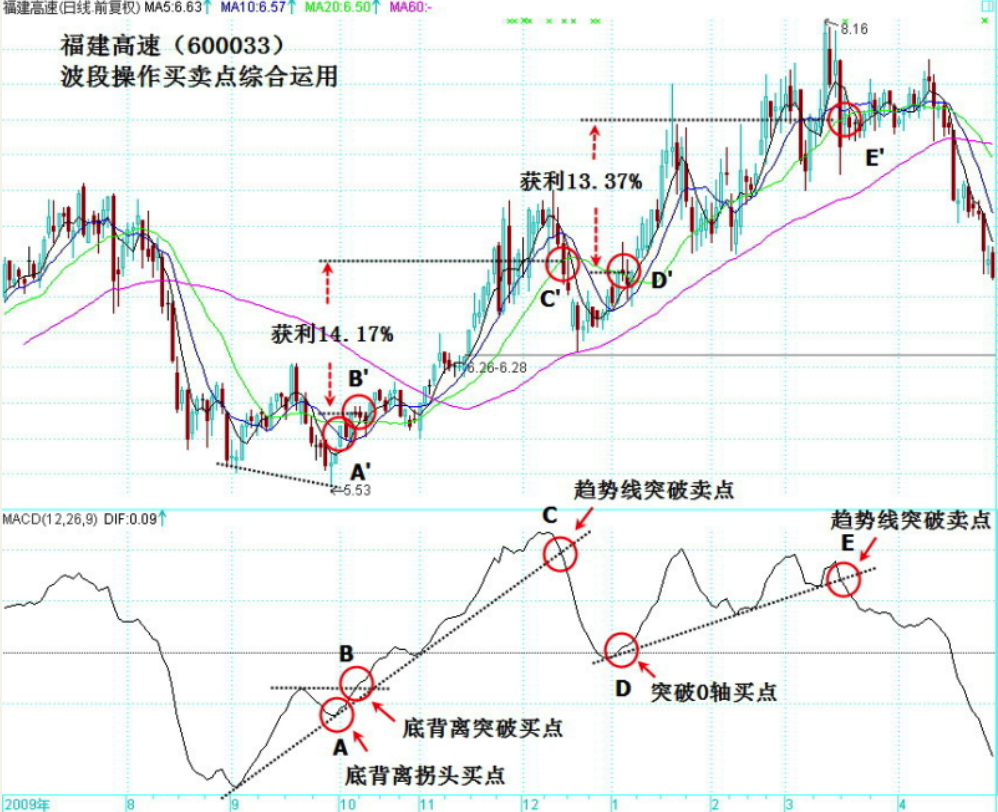 福建高速(日线.前复权) MA5:6.63↑ MA10:6.57↑ MA20:6.50↑ MA60:-
8.16
福建高速（600033）
波段操作买卖点综合运用
E'
获利13.37%
D'
C'
获利14.17%
6.26-6.28
B'
A'
←5.53
MACD(12,26,9) DIF:0.09↑
趋势线突破卖点
C
趋势线突破卖点
E
B
D
突破0轴买点
底背离突破买点
A
底背离拐头买点
2009年 8 9 10 11 12 1 2 3 4